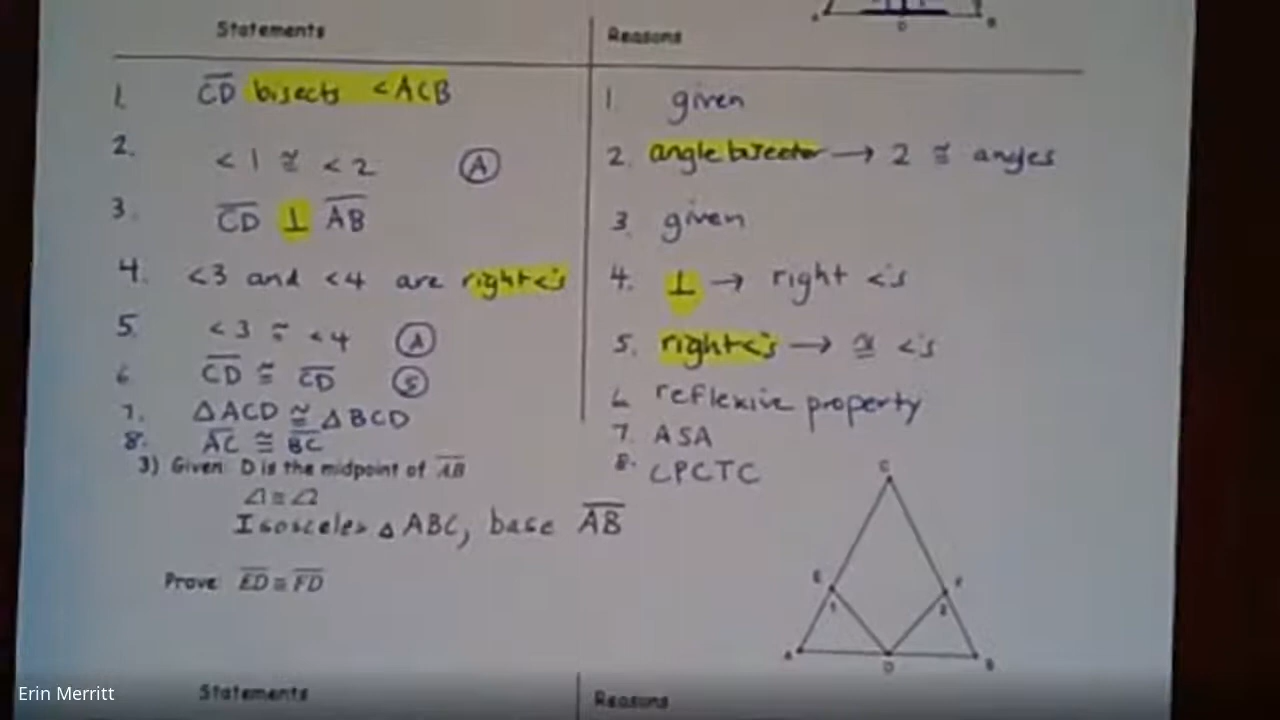 Statements
Reasons
1. CD bisects <ACB
1. given
2. <1 ≅ <2 A
2. angle bisector → 2 ≅ angles
3. CD ⊥ AB
3. given
4. <3 and <4 are right <'s
4. ⊥ → right <'s
5. <3 ≅ <4 A
5. right <'s → ≅ <'s
6. CD ≅ CD S
6. reflexive property
7. △ACD ≅ △BCD
7. ASA
8. AC ≅ BC
8. CPCTC
3) Given: D is the midpoint of AB
∠1 ≅ ∠2
Isosceles △ ABC, base AB
Prove: ED ≅ FD
C
E F
1 2
A D B
Statements
Reasons
Erin Merritt